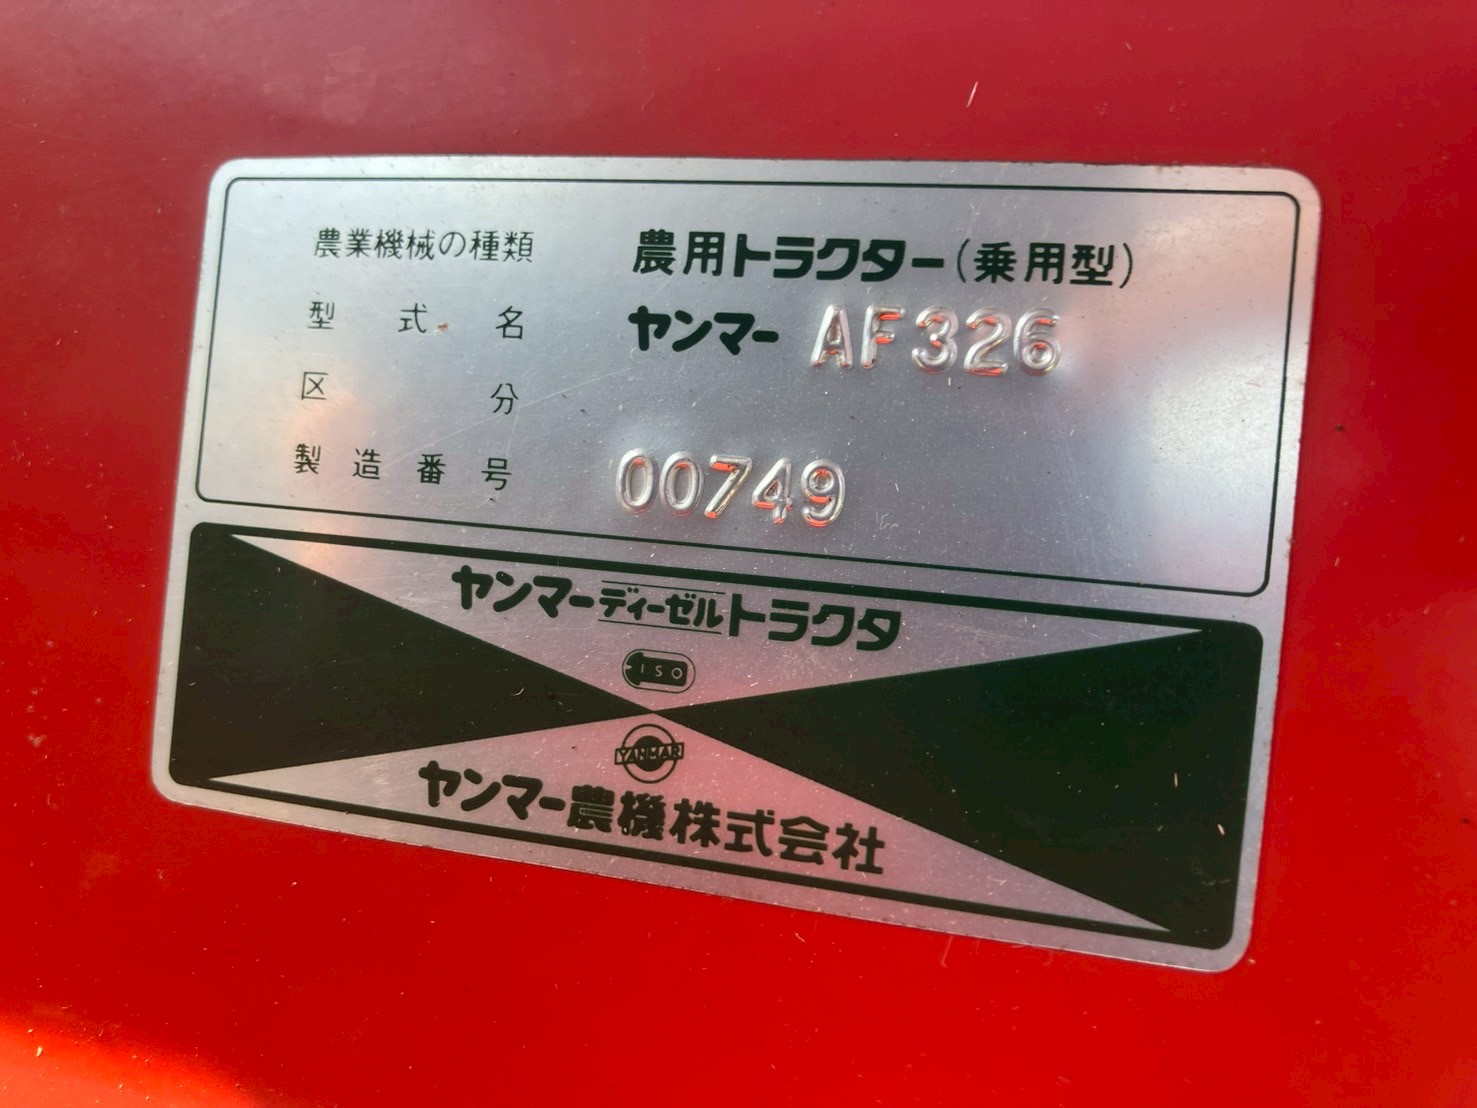 農業機械の種類 農用トラクター(乗用型)
型式名 ヤンマー AF326
区分
製造番号 00749
ヤンマーディーゼルトラクタ
I.S.O
YANMAR
ヤンマー農機株式会社